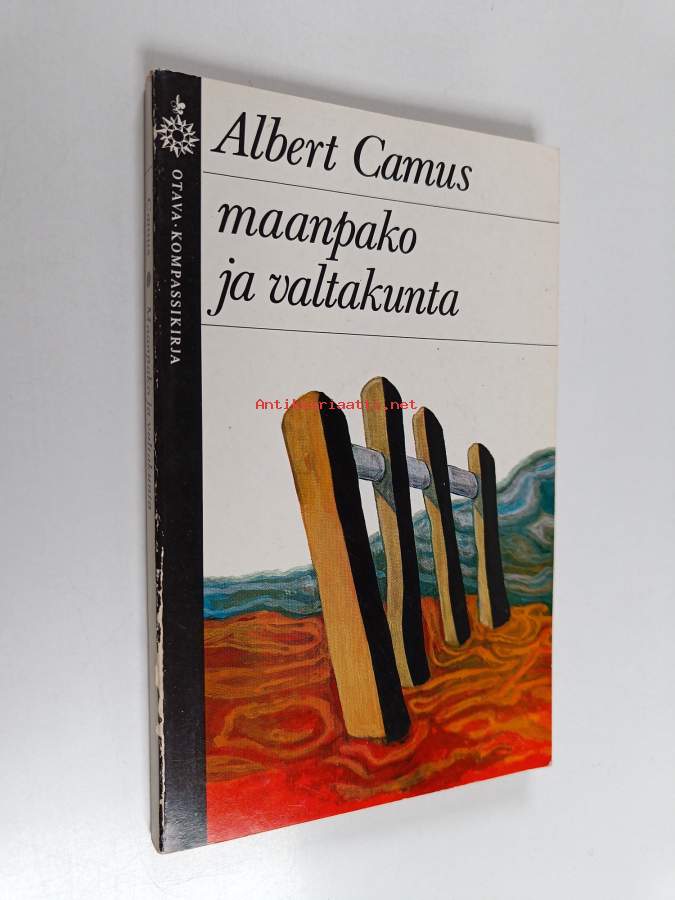 Albert Camus
maanpako
ja valtakunta
OTAVA · KOMPASSIKIRJA
Camus Maanpako ja valtakunta
Antikvariaatti.net